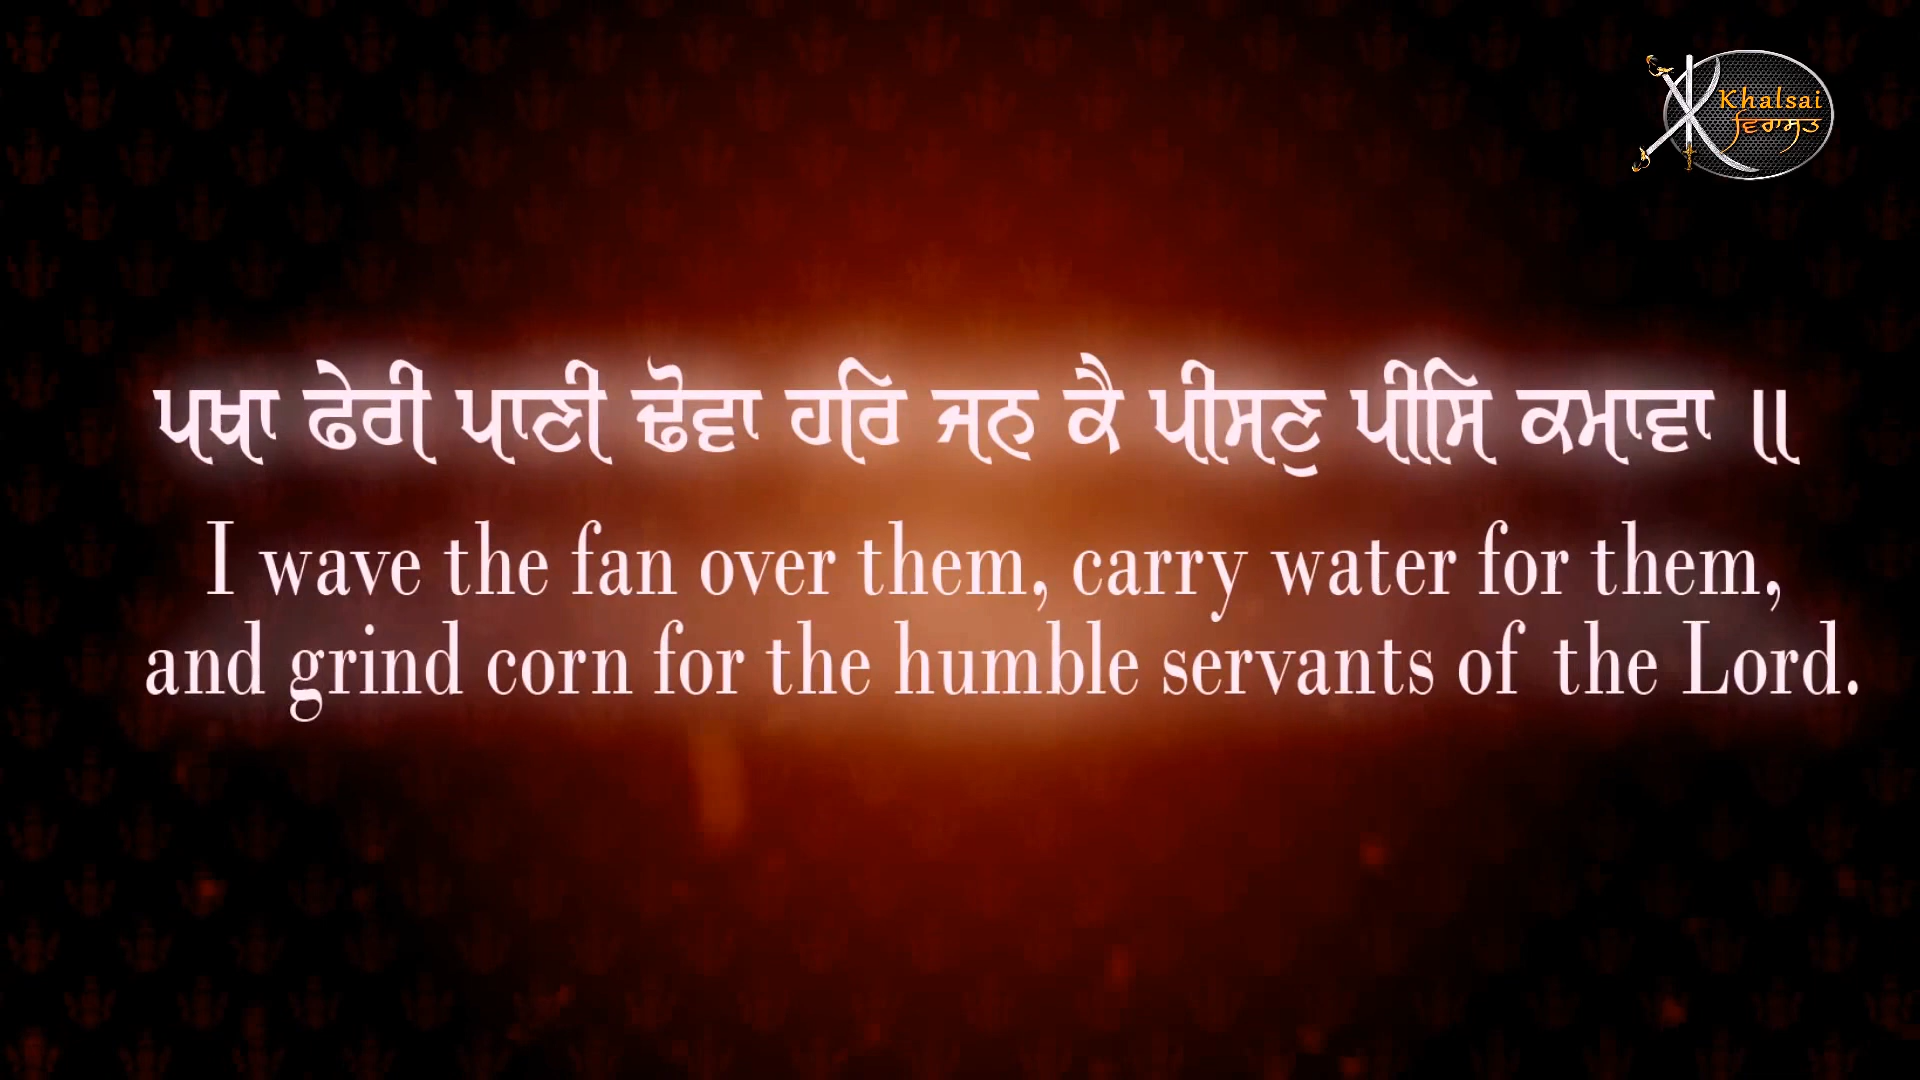 Khalsai
ਵਿਰਾਸਤ
ਪਖਾ ਫੇਰੀ ਪਾਣੀ ਢੋਵਾ ਹਰਿ ਜਨ ਕੈ ਪੀਸਣੁ ਪੀਸਿ ਕਮਾਵਾ ॥
I wave the fan over them, carry water for them,
and grind corn for the humble servants of the Lord.